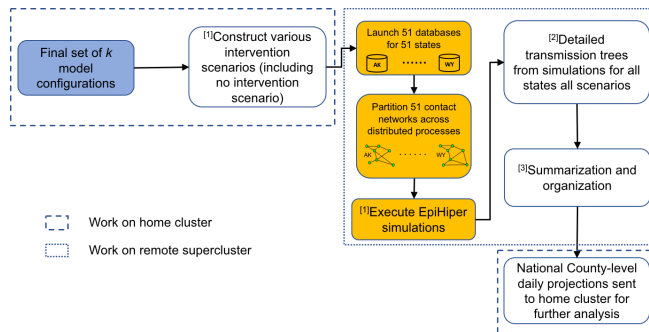 Final set of k
model
configurations
[1]Construct various
intervention
scenarios (including
no intervention
scenario)
Launch 51 databases
for 51 states
AK
······
WY
Partition 51 contact
networks across
distributed processes
AK
······
WY
[1]Execute EpiHiper
simulations
[2]Detailed
transmission trees
from simulations for all
states all scenarios
[3]Summarization and
organization
National County-level
daily projections sent
to home cluster for
further analysis
Work on home cluster
Work on remote supercluster